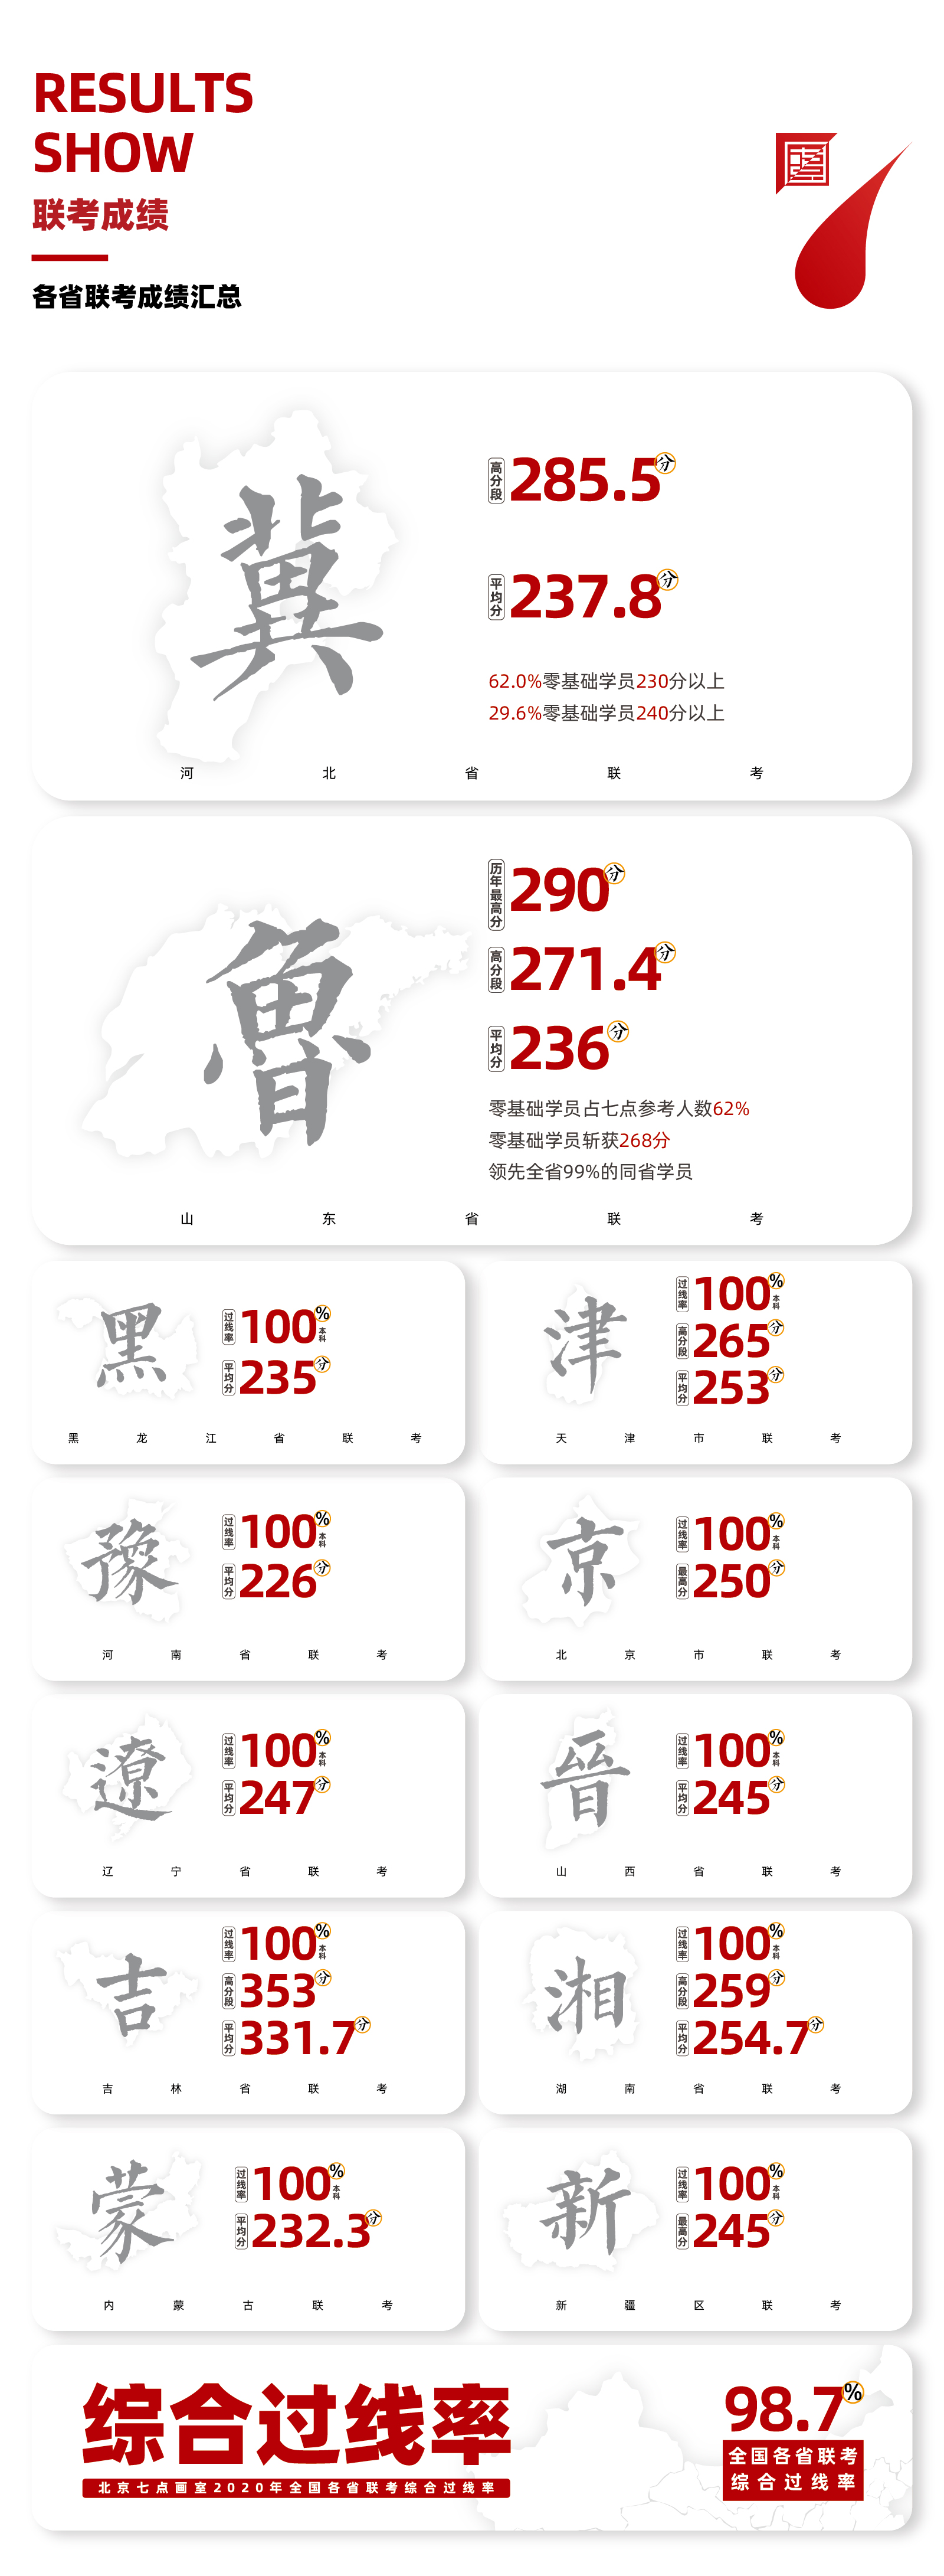 RESULTS
SHOW
联考成绩
各省联考成绩汇总
冀
高分段 285.5分
平均分 237.8分
62.0%零基础学员230分以上
29.6%零基础学员240分以上
河北省联考
魯
历年最高分 290分
高分段 271.4分
平均分 236分
零基础学员占七点参考人数62%
零基础学员斩获268分
领先全省99%的同省学员
山东省联考
黑
过线率 100% 本科
平均分 235分
黑龙江省联考
津
过线率 100% 本科
高分段 265分
平均分 253分
天津市联考
豫
过线率 100% 本科
平均分 226分
河南省联考
京
过线率 100% 本科
最高分 250分
北京市联考
遼
过线率 100% 本科
平均分 247分
辽宁省联考
晉
过线率 100% 本科
平均分 245分
山西省联考
吉
过线率 100% 本科
高分段 353分
平均分 331.7分
吉林省联考
湘
过线率 100% 本科
高分段 259分
平均分 254.7分
湖南省联考
蒙
过线率 100% 本科
平均分 232.3分
内蒙古联考
新
过线率 100% 本科
最高分 245分
新疆区联考
综合过线率
北京七点画室2020年全国各省联考综合过线率
98.7%
全国各省联考
综合过线率